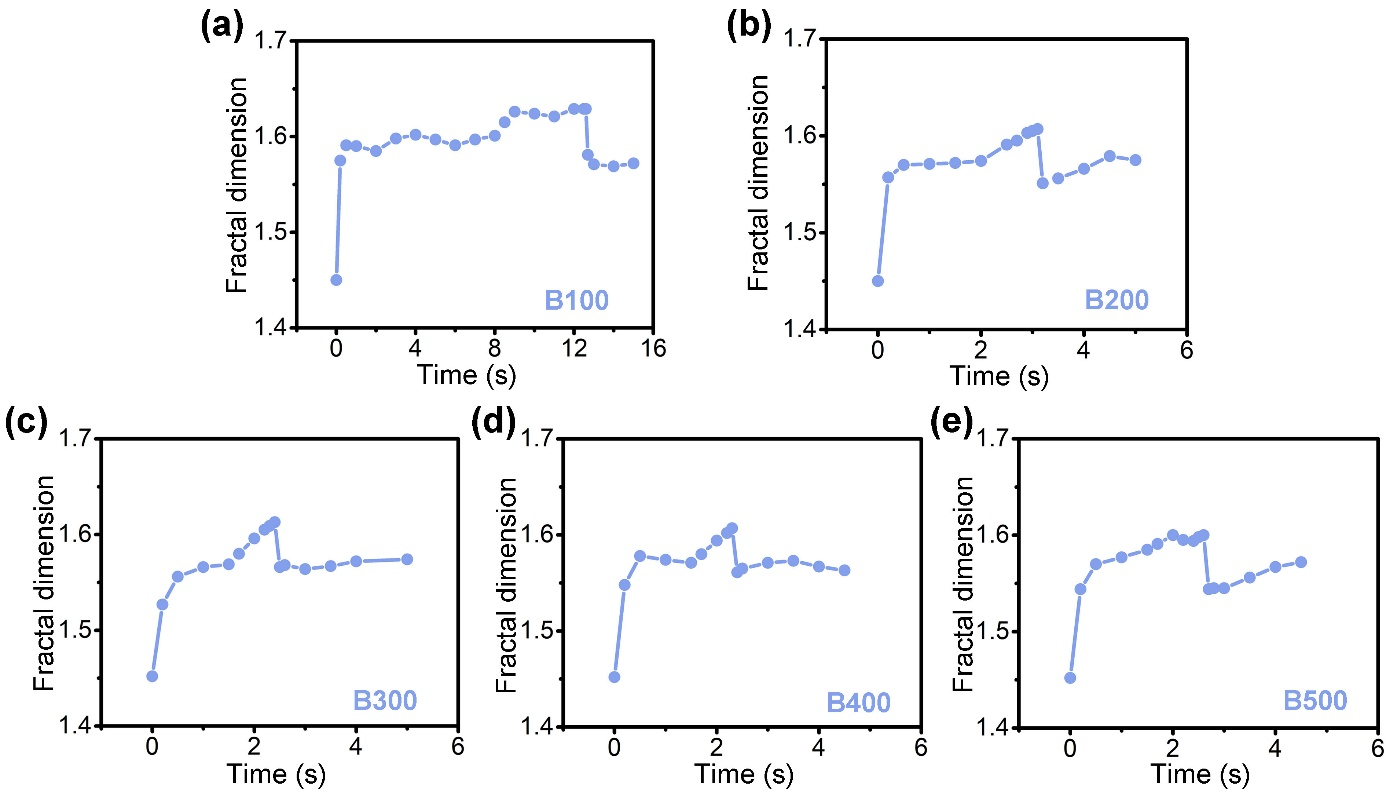 (a)
1.7
1.6
1.5
1.4
Fractal dimension
B100
0 4 8 12 16
Time (s)
(b)
1.7
1.6
1.5
1.4
Fractal dimension
B200
0 2 4 6
Time (s)
(c)
1.7
1.6
1.5
1.4
Fractal dimension
B300
0 2 4 6
Time (s)
(d)
1.7
1.6
1.5
1.4
Fractal dimension
B400
0 2 4 6
Time (s)
(e)
1.7
1.6
1.5
1.4
Fractal dimension
B500
0 2 4 6
Time (s)